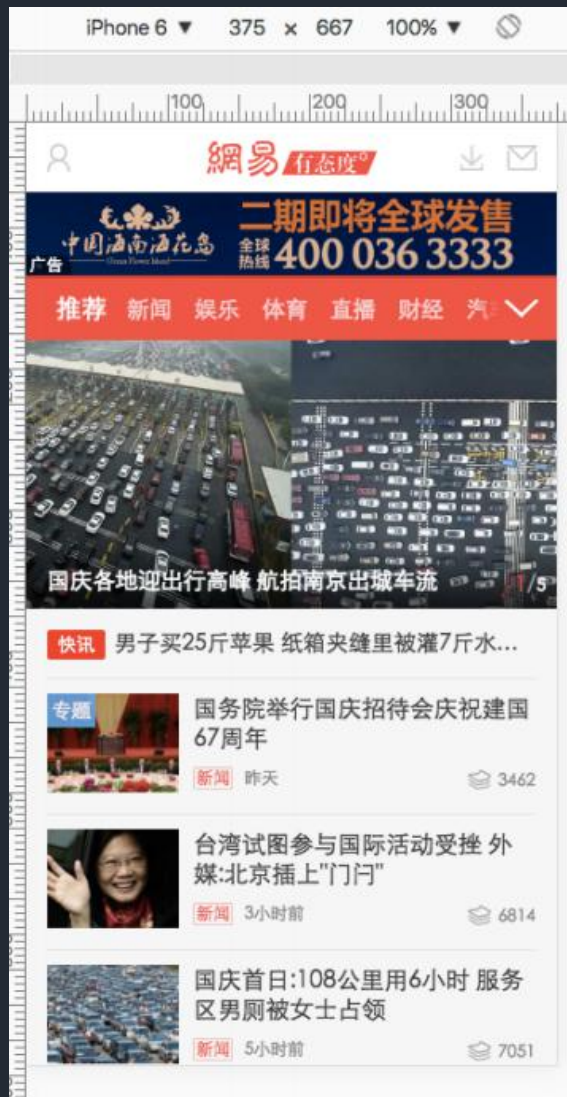 iPhone 6 ▼ 375 × 667 100% ▼
100 200 300
網易 有态度°
中国海南海花岛
Ocean Flower Island
二期即将全球发售
全球热线 400 036 3333
广告
推荐 新闻 娱乐 体育 直播 财经 汽
国庆各地迎出行高峰 航拍南京出城车流 1/5
快讯 男子买25斤苹果 纸箱夹缝里被灌7斤水...
专题
国务院举行国庆招待会庆祝建国
67周年
新闻 昨天 3462
台湾试图参与国际活动受挫 外
媒:北京插上"门闩"
新闻 3小时前 6814
国庆首日:108公里用6小时 服务
区男厕被女士占领
新闻 5小时前 7051